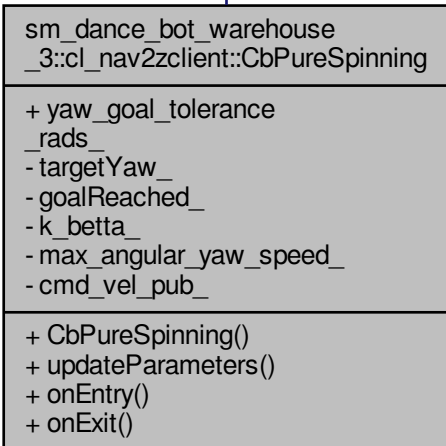 sm_dance_bot_warehouse
_3::cl_nav2zclient::CbPureSpinning
+ yaw_goal_tolerance
_rads_
- targetYaw_
- goalReached_
- k_betta_
- max_angular_yaw_speed_
- cmd_vel_pub_
+ CbPureSpinning()
+ updateParameters()
+ onEntry()
+ onExit()